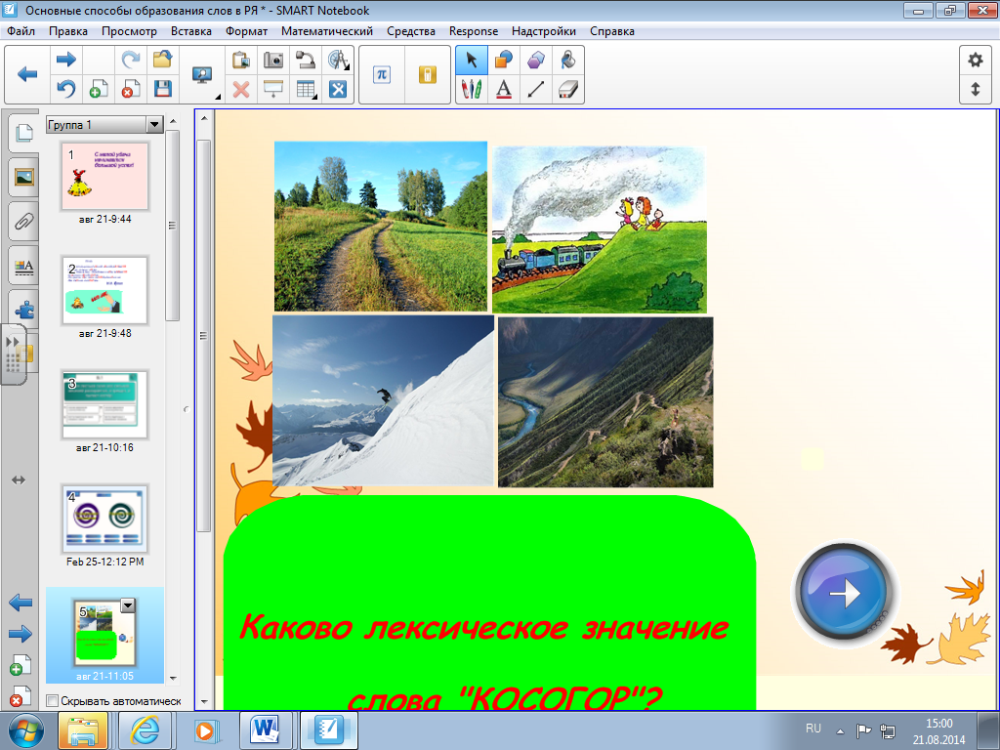 Основные способы образования слов в РЯ * - SMART Notebook
Файл Правка Просмотр Вставка Формат Математический Средства Response Надстройки Справка
π
A
Группа 1
1
С малой удачи
начинается
большой успех!
авг 21-9:44
2
авг 21-9:48
3
авг 21-10:16
4
Feb 25-12:12 PM
5
авг 21-11:05
Скрывать автоматическ
Каково лексическое значение
слова "КОСОГОР"?
RU
15:00
21.08.2014